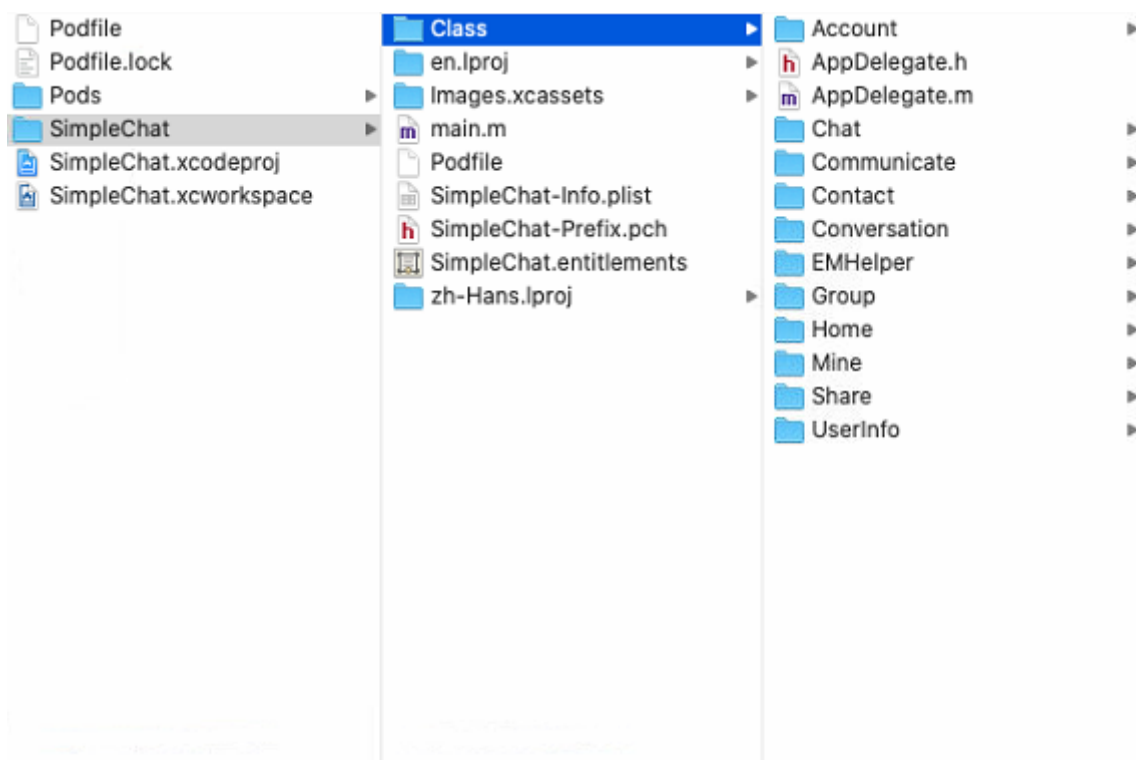 Podfile
Podfile.lock
Pods
SimpleChat
SimpleChat.xcodeproj
SimpleChat.xcworkspace
Class
en.lproj
Images.xcassets
main.m
Podfile
SimpleChat-Info.plist
SimpleChat-Prefix.pch
SimpleChat.entitlements
zh-Hans.lproj
Account
AppDelegate.h
AppDelegate.m
Chat
Communicate
Contact
Conversation
EMHelper
Group
Home
Mine
Share
UserInfo